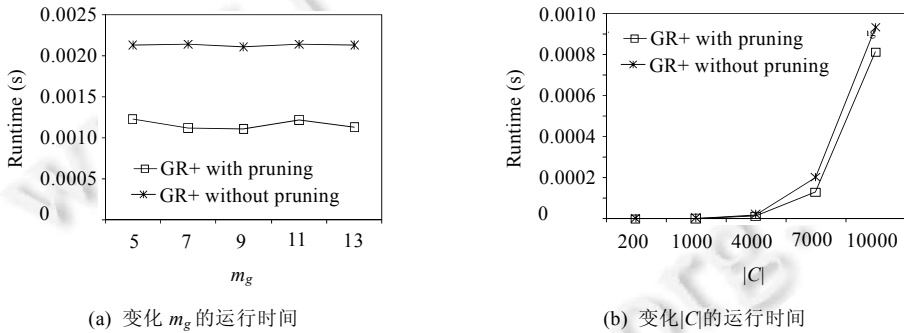 0.0025
0.0020
0.0015
0.0010
0.0005
0
Runtime (s)
GR+ with pruning
GR+ without pruning
5 7 9 11 13
m_g
(a) 变化 m_g 的运行时间
0.0010
0.0008
0.0006
0.0004
0.0002
0
Runtime (s)
GR+ with pruning
GR+ without pruning
200 1000 4000 7000 10000
|C|
(b) 变化|C|的运行时间